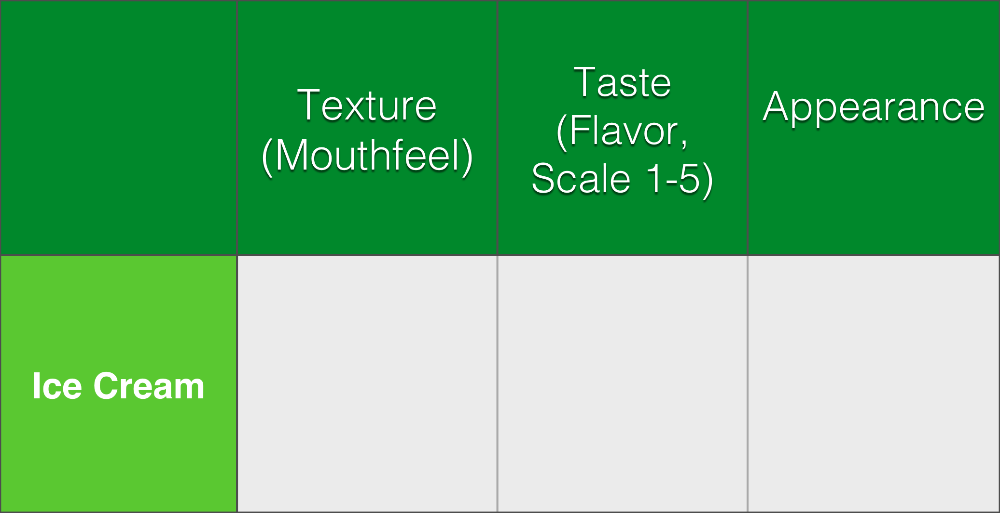 Texture
(Mouthfeel)
Taste
(Flavor,
Scale 1-5)
Appearance
Ice Cream